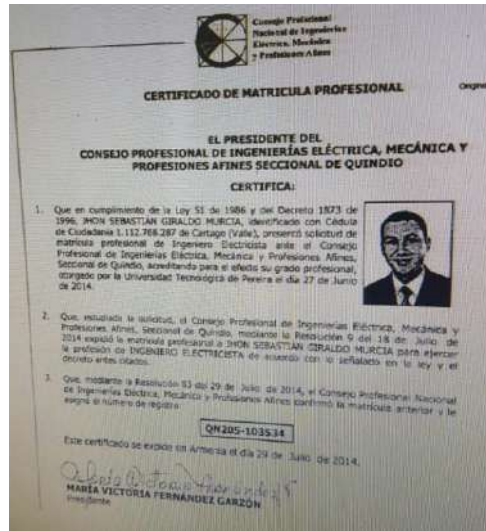 Consejo Profesional
Nacional de Ingenierías
Eléctrica, Mecánica
y Profesiones Afines
CERTIFICADO DE MATRICULA PROFESIONAL
Origina
EL PRESIDENTE DEL
CONSEJO PROFESIONAL DE INGENIERÍAS ELÉCTRICA, MECÁNICA Y
PROFESIONES AFINES SECCIONAL DE QUINDIO
CERTIFICA:
1. Que en cumplimiento de la Ley 51 de 1986 y del Decreto 1873 de
1996, JHON SEBASTIAN GIRALDO MURCIA, identificado con Cédula
de Ciudadanía 1.112.768.287 de Cartago (Valle), presentó solicitud de
matrícula profesional de Ingeniero Electricista ante el Consejo
Profesional de Ingenierías Eléctrica, Mecánica y Profesiones Afines,
Seccional de Quindio, acreditando para el efecto su grado profesional,
otorgado por la Universidad Tecnológica de Pereira el día 27 de Junio
de 2014.
2. Que, estudiada la solicitud, el Consejo Profesional de Ingenierías Eléctrica, Mecánica y
Profesiones Afines, Seccional de Quindio, mediante la Resolución 9 del 18 de Julio de
2014 expidió la matrícula profesional a JHON SEBASTIAN GIRALDO MURCIA para ejercer
la profesión de INGENIERO ELECTRICISTA de acuerdo con lo señalado en la ley y el
decreto antes citados.
3. Que, mediante la Resolución 53 del 29 de Julio de 2014, el Consejo Profesional Nacional
de Ingenierías Eléctrica, Mecánica y Profesiones Afines confirmó la matrícula anterior y le
asignó el número de registro
QN205-103534
Este certificado se expide en Armenia el día 29 de Julio de 2014.
MARÍA VICTORIA FERNÁNDEZ GARZÓN
Presidente